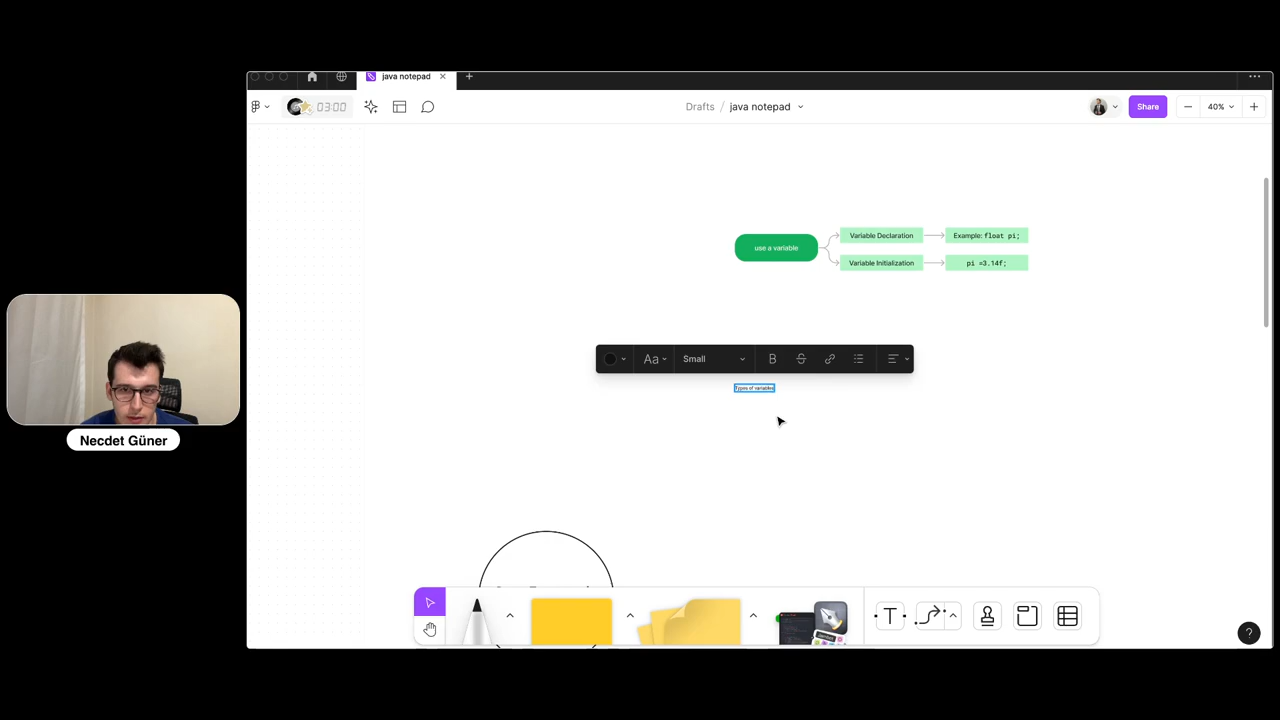 java notepad
03:00
Drafts / java notepad
Share
40%
use a variable
Variable Declaration
Example: float pi;
Variable Initialization
pi =3.14f;
Aa
Small
B
S
Types of variables
Necdet Güner
T
?